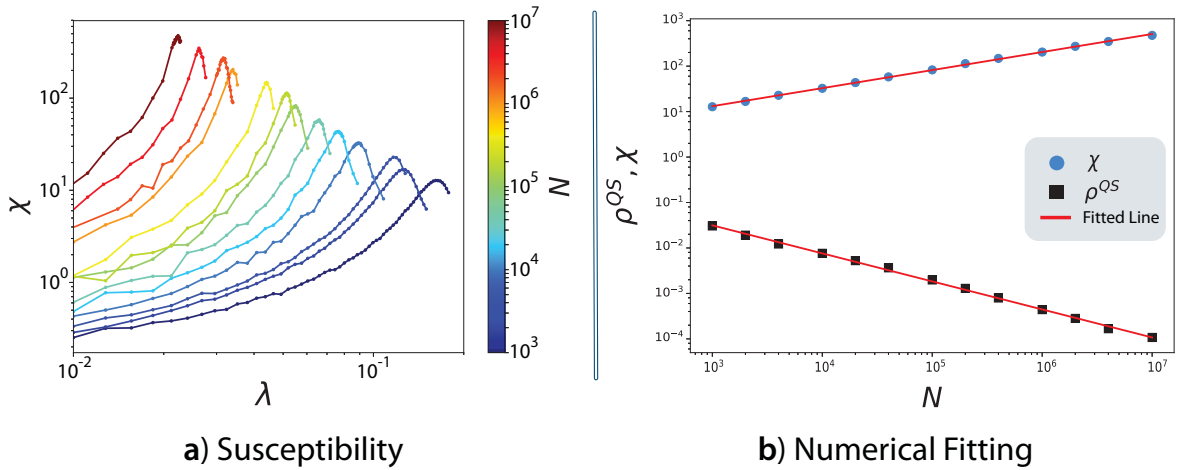 10²
10¹
10⁰
χ
10⁻²
10⁻¹
λ
10⁷
10⁶
10⁵
10⁴
10³
N
a) Susceptibility
10³
10²
10¹
10⁰
10⁻¹
10⁻²
10⁻³
10⁻⁴
ρ^QS, χ
χ
ρ^QS
Fitted Line
10³
10⁴
10⁵
10⁶
10⁷
N
b) Numerical Fitting